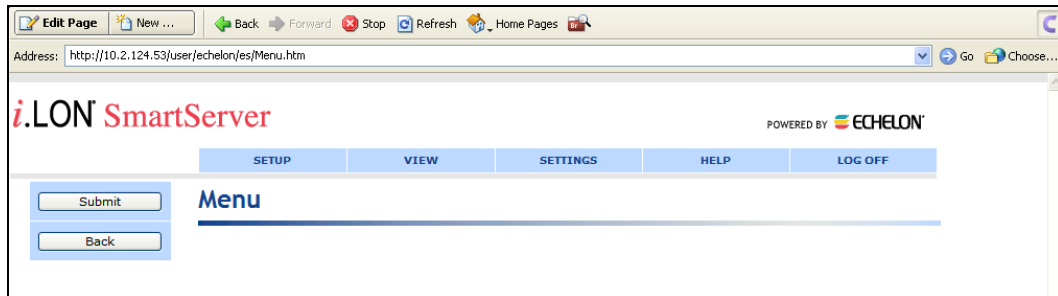 Edit Page New ... Back Forward Stop Refresh Home Pages
Address: http://10.2.124.53/user/echelon/es/Menu.htm Go Choose...
i.LON SmartServer
POWERED BY ECHELON
SETUP VIEW SETTINGS HELP LOG OFF
Submit
Menu
Back